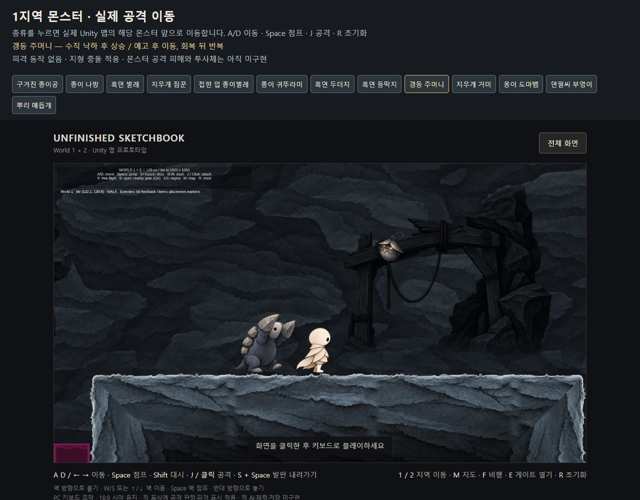 1지역 몬스터 · 실제 공격 이동
종류를 누르면 실제 Unity 맵의 해당 몬스터 앞으로 이동합니다. A/D 이동 · Space 점프 · J 공격 · R 초기화
갱등 주머니 — 수직 낙하 후 상승 / 예고 후 이동, 회복 뒤 반복
피격 동작 없음 · 지형 충돌 적용 · 몬스터 공격 피해와 투사체는 아직 미구현
구겨진 종이공
종이 나방
흑연 벌레
지우개 짐꾼
접힌 입 종이벌레
종이 귀뚜라미
흑연 두더지
흑연 등딱지
갱등 주머니
지우개 거미
옹이 도마뱀
연필씨 부엉이
뿌리 매듭개
UNFINISHED SKETCHBOOK
World 1 + 2 · Unity 맵 프로토타입
전체 화면
화면을 클릭한 후 키보드로 플레이하세요
A D / ← → 이동 · Space 점프 · Shift 대시 · J / 클릭 공격 · S + Space 발판 내려가기
1 / 2 지역 이동 · M 지도 · F 비행 · E 게이트 열기 · R 초기화